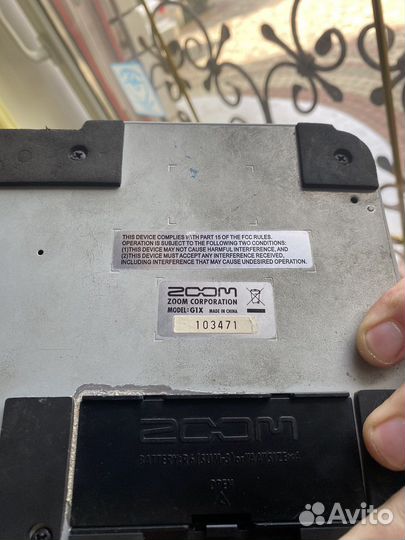 THIS DEVICE COMPLIES WITH PART 15 OF THE FCC RULES.
OPERATION IS SUBJECT TO THE FOLLOWING TWO CONDITIONS:
(1)THIS DEVICE MAY NOT CAUSE HARMFUL INTERFERENCE, AND
(2)THIS DEVICE MUST ACCEPT ANY INTERFERENCE RECEIVED,
INCLUDING INTERFERENCE THAT MAY CAUSE UNDESIRED OPERATION.
ZOOM
ZOOM CORPORATION
MODEL:G1X MADE IN CHINA
103471
ZOOM
OPEN
Avito